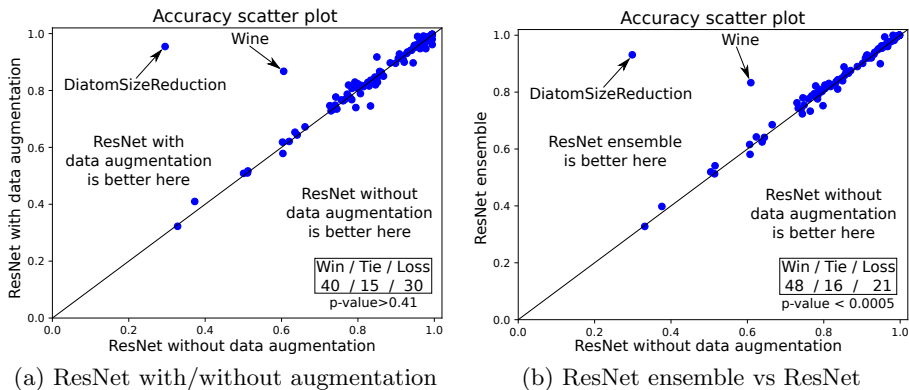 Accuracy scatter plot
ResNet with data augmentation
1.0
0.8
0.6
0.4
0.2
0.0
Wine
DiatomSizeReduction
ResNet with
data augmentation
is better here
ResNet without
data augmentation
is better here
Win / Tie / Loss
40 / 15 / 30
p-value>0.41
0.0 0.2 0.4 0.6 0.8 1.0
ResNet without data augmentation
(a) ResNet with/without augmentation
Accuracy scatter plot
ResNet ensemble
1.0
0.8
0.6
0.4
0.2
0.0
Wine
DiatomSizeReduction
ResNet ensemble
is better here
ResNet without
data augmentation
is better here
Win / Tie / Loss
48 / 16 / 21
p-value < 0.0005
0.0 0.2 0.4 0.6 0.8 1.0
ResNet without data augmentation
(b) ResNet ensemble vs ResNet